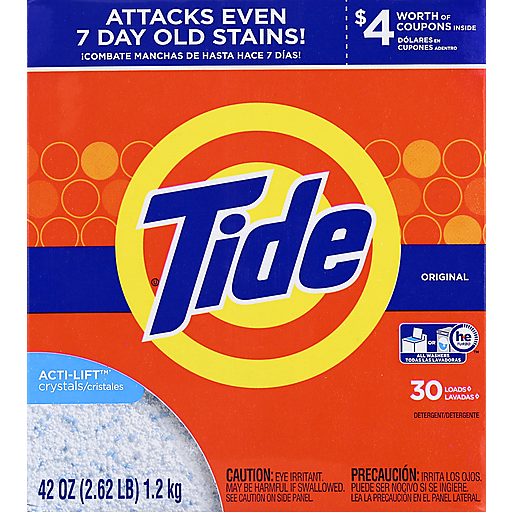 ATTACKS EVEN
7 DAY OLD STAINS!
¡COMBATE MANCHAS DE HASTA HACE 7 DÍAS!
$4 WORTH OF
COUPONS INSIDE
DÓLARES EN
CUPONES ADENTRO
Tide
®
ORIGINAL
OR
he
TURBO
™
ALL WASHERS
TODAS LAS LAVADORAS
ACTI-LIFT™
crystals/cristales
30 LOADS◊
LAVADAS◊
DETERGENT/DETERGENTE
42 OZ (2.62 LB) 1.2 kg
CAUTION: EYE IRRITANT.
MAY BE HARMFUL IF SWALLOWED.
SEE CAUTION ON SIDE PANEL.
PRECAUCIÓN: IRRITA LOS OJOS.
PUEDE SER NOCIVO SI SE INGIERE.
LEA LA PRECAUCIÓN EN EL PANEL LATERAL.